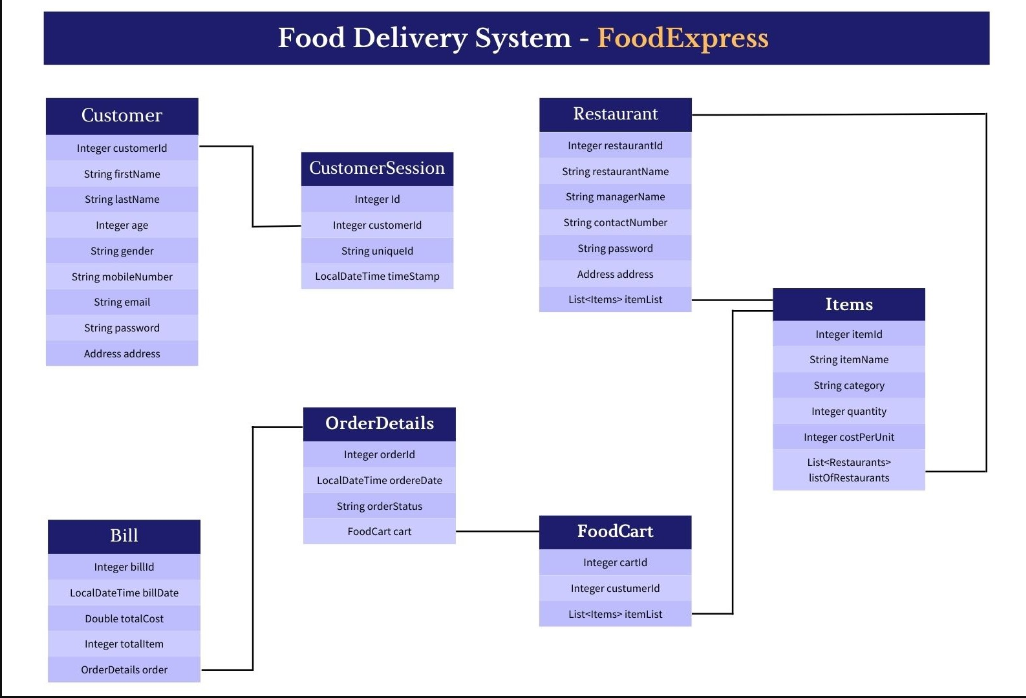 Food Delivery System - FoodExpress
Customer
Integer customerId
String firstName
String lastName
Integer age
String gender
String mobileNumber
String email
String password
Address address
CustomerSession
Integer Id
Integer customerId
String uniqueId
LocalDateTime timeStamp
Restaurant
Integer restaurantId
String restaurantName
String managerName
String contactNumber
String password
Address address
List<Items> itemList
Items
Integer itemId
String itemName
String category
Integer quantity
Integer costPerUnit
List<Restaurants>
listOfRestaurants
OrderDetails
Integer orderId
LocalDateTime ordereDate
String orderStatus
FoodCart cart
FoodCart
Integer cartId
Integer custumerId
List<Items> itemList
Bill
Integer billId
LocalDateTime billDate
Double totalCost
Integer totalItem
OrderDetails order